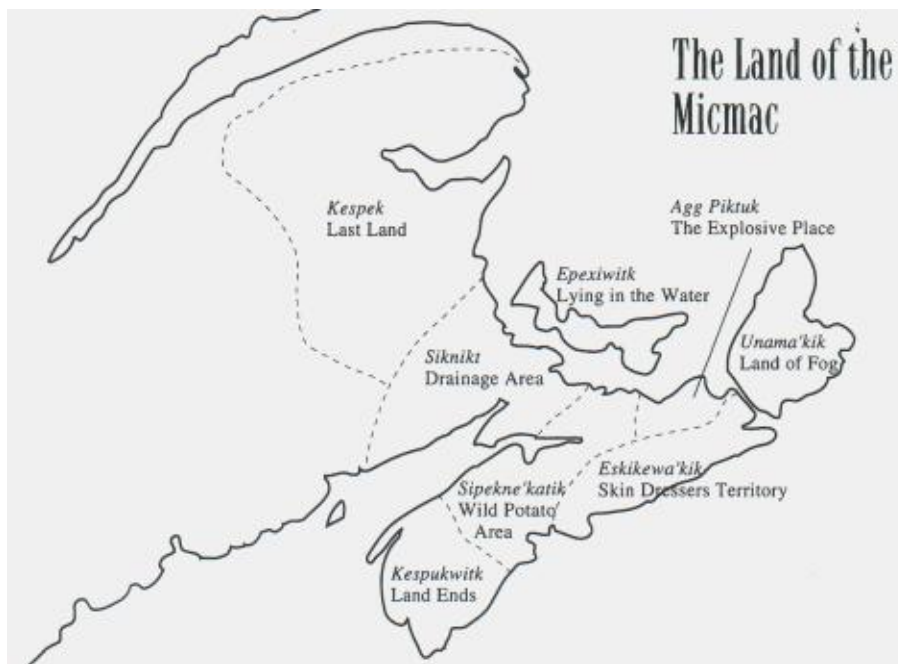 The Land of the
Micmac
Kespek
Last Land
Agg Piktuk
The Explosive Place
Epexiwitk
Lying in the Water
Unama'kik
Land of Fog
Siknikt
Drainage Area
Eskikewa'kik
Skin Dressers Territory
Sipekne'katik
Wild Potato
Area
Kespukwitk
Land Ends